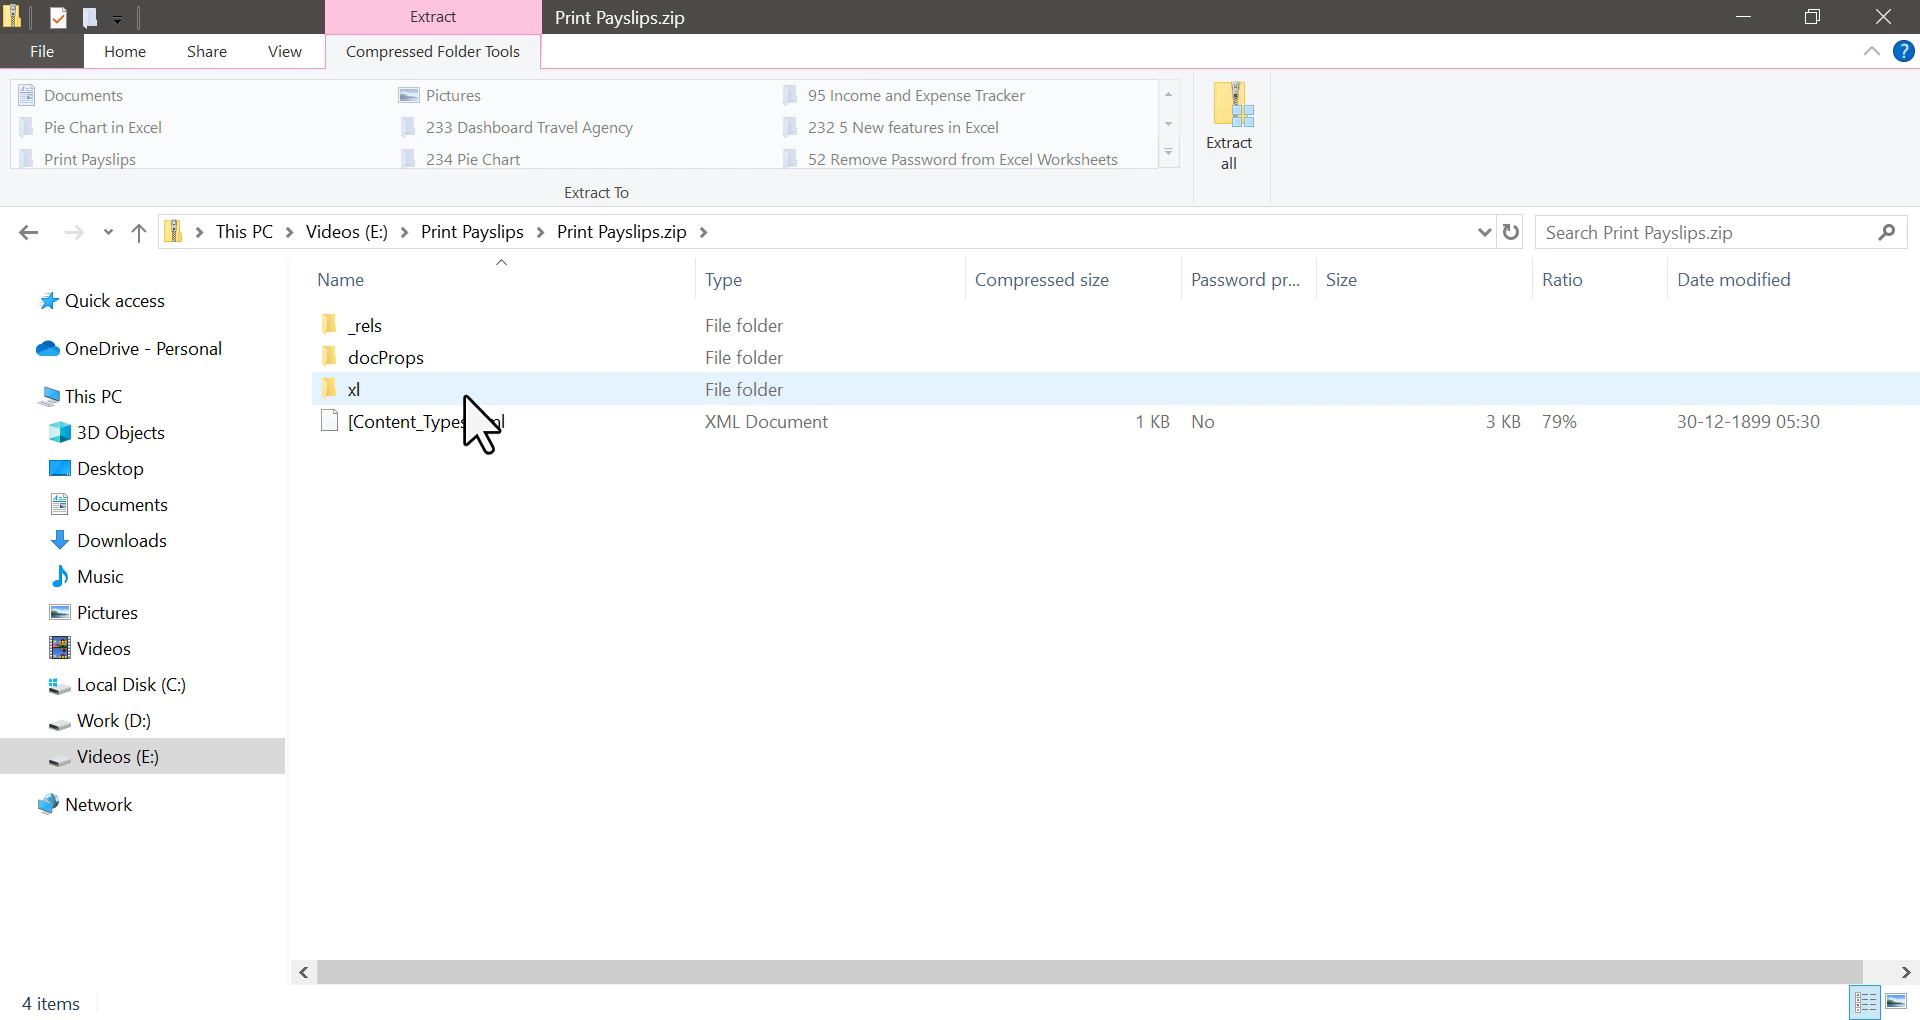 Extract
Print Payslips.zip
File
Home
Share
View
Compressed Folder Tools
?
Documents
Pictures
95 Income and Expense Tracker
Pie Chart in Excel
233 Dashboard Travel Agency
232 5 New features in Excel
Print Payslips
234 Pie Chart
52 Remove Password from Excel Worksheets
Extract all
Extract To
This PC > Videos (E:) > Print Payslips > Print Payslips.zip >
Search Print Payslips.zip
Name
Type
Compressed size
Password pr...
Size
Ratio
Date modified
_rels
File folder
docProps
File folder
xl
File folder
[Content_Types
XML Document
1 KB
No
3 KB
79%
30-12-1899 05:30
Quick access
OneDrive - Personal
This PC
3D Objects
Desktop
Documents
Downloads
Music
Pictures
Videos
Local Disk (C:)
Work (D:)
Videos (E:)
Network
4 items